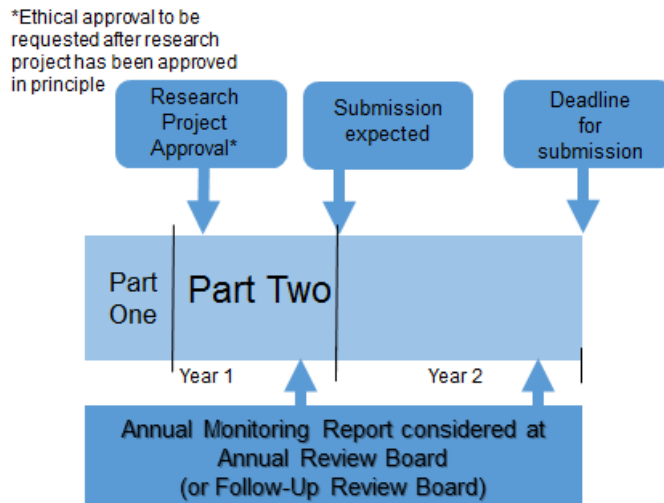 *Ethical approval to be
requested after research
project has been approved
in principle
Research
Project
Approval*
Submission
expected
Deadline
for
submission
Part
One
Part Two
Year 1
Year 2
Annual Monitoring Report considered at
Annual Review Board
(or Follow-Up Review Board)